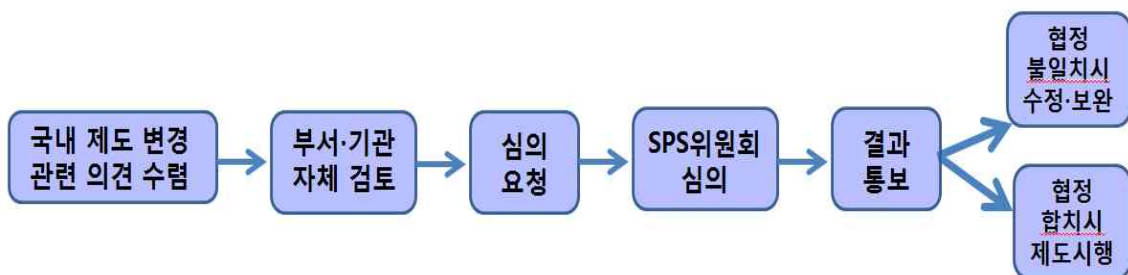 국내 제도 변경
관련 의견 수렴
부서·기관
자체 검토
심의
요청
SPS위원회
심의
결과
통보
협정
불일치시
수정·보완
협정
합치시
제도시행